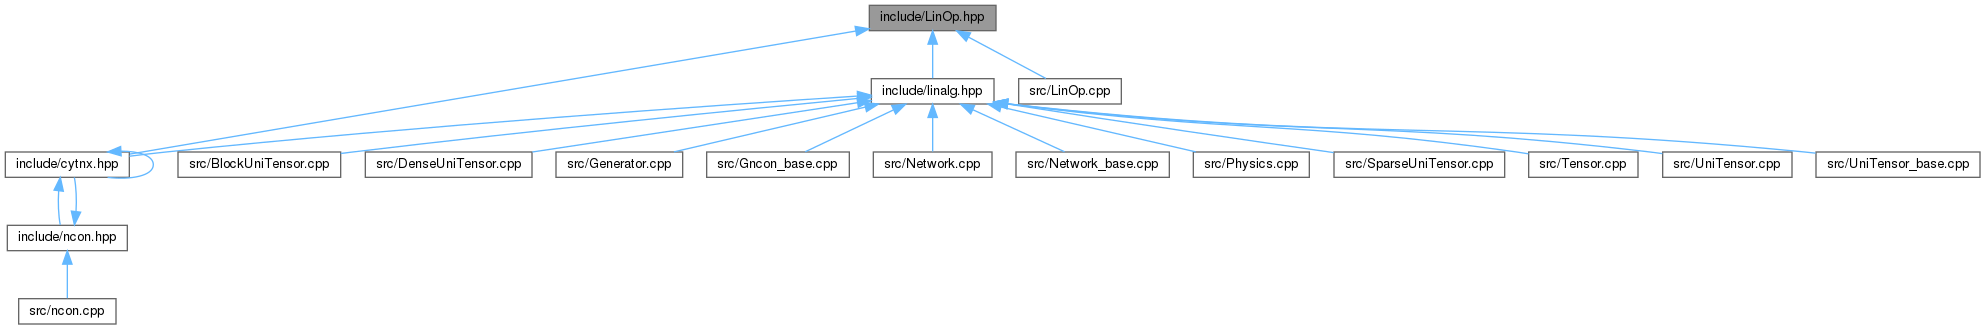 include/LinOp.hpp
include/linalg.hpp
src/LinOp.cpp
include/cytnx.hpp
src/BlockUniTensor.cpp
src/DenseUniTensor.cpp
src/Generator.cpp
src/Gncon_base.cpp
src/Network.cpp
src/Network_base.cpp
src/Physics.cpp
src/SparseUniTensor.cpp
src/Tensor.cpp
src/UniTensor.cpp
src/UniTensor_base.cpp
include/ncon.hpp
src/ncon.cpp